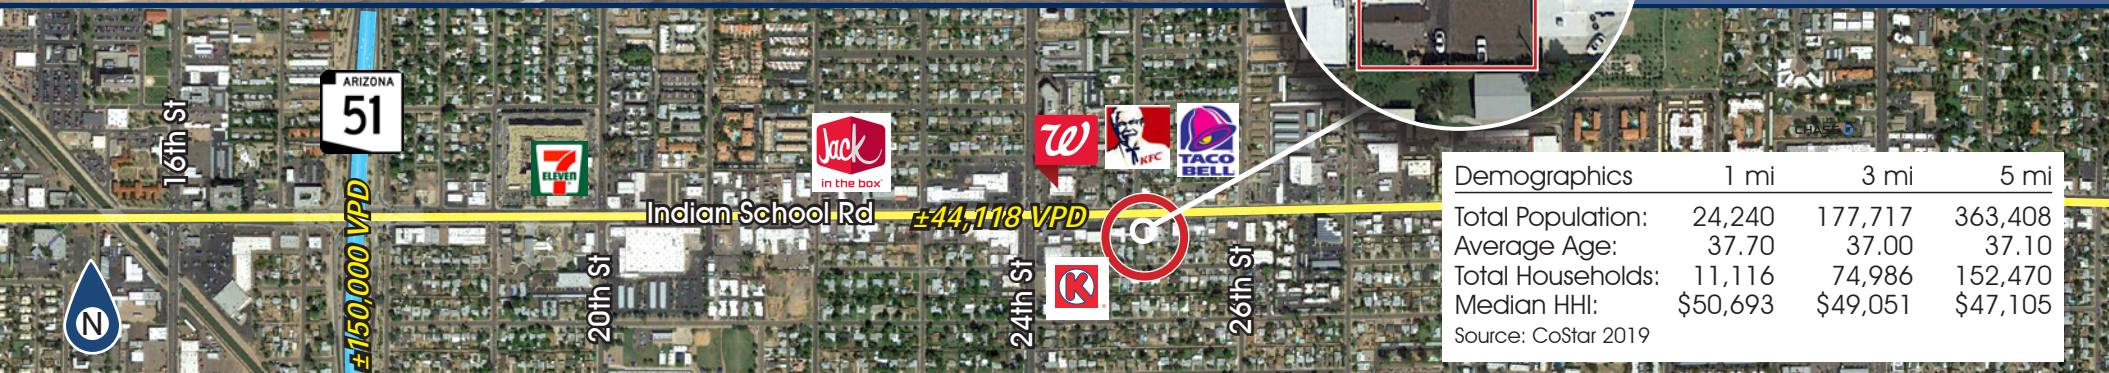 ARIZONA
51
16th St
±150,000 VPD
7
ELEVEN
Jack
in the box
Indian School Rd
±44,118 VPD
W
KFC
TACO
BELL
K
20th St
24th St
26th St
N
CHASE
Demographics 1 mi 3 mi 5 mi
Total Population: 24,240 177,717 363,408
Average Age: 37.70 37.00 37.10
Total Households: 11,116 74,986 152,470
Median HHI: $50,693 $49,051 $47,105
Source: CoStar 2019